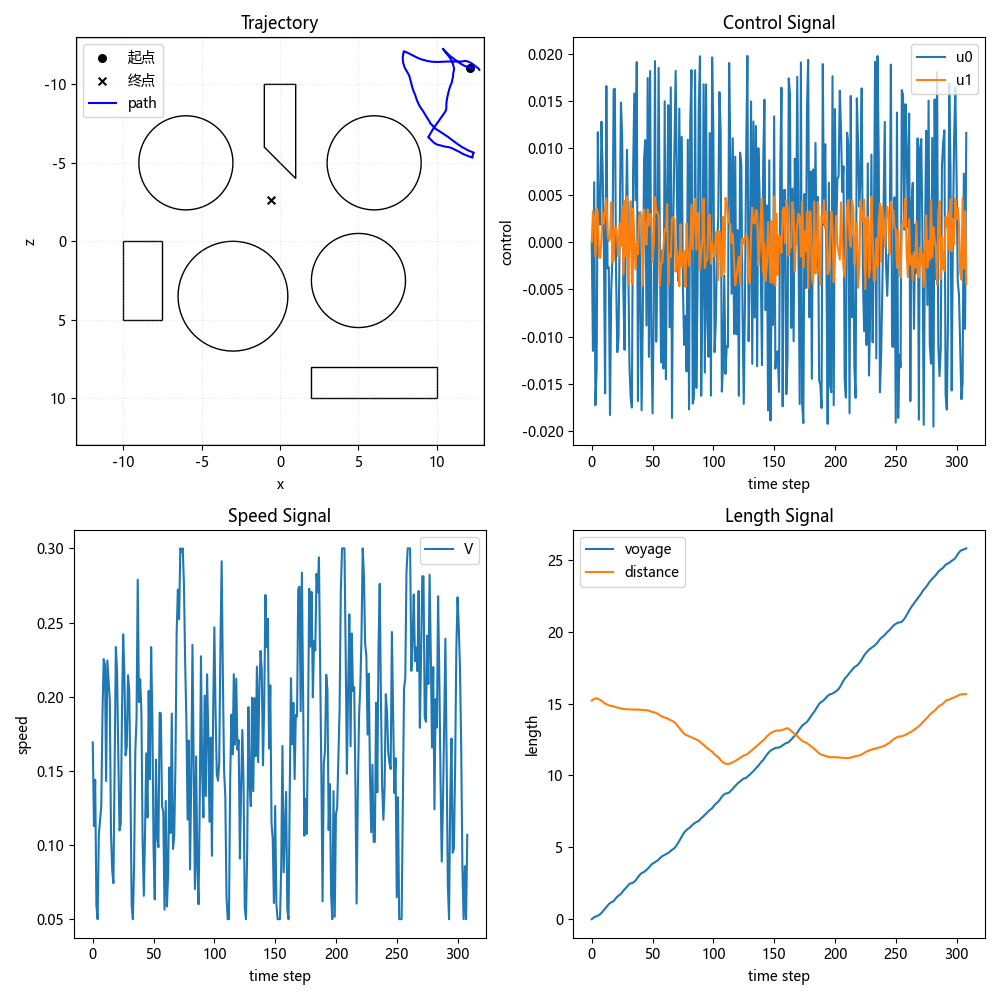 Trajectory
起点
终点
path
-10
-5
0
5
10
z
-10
-5
0
5
10
x
Control Signal
u0
u1
0.020
0.015
0.010
0.005
0.000
-0.005
-0.010
-0.015
-0.020
control
0
50
100
150
200
250
300
time step
Speed Signal
V
0.30
0.25
0.20
0.15
0.10
0.05
speed
0
50
100
150
200
250
300
time step
Length Signal
voyage
distance
25
20
15
10
5
0
length
0
50
100
150
200
250
300
time step